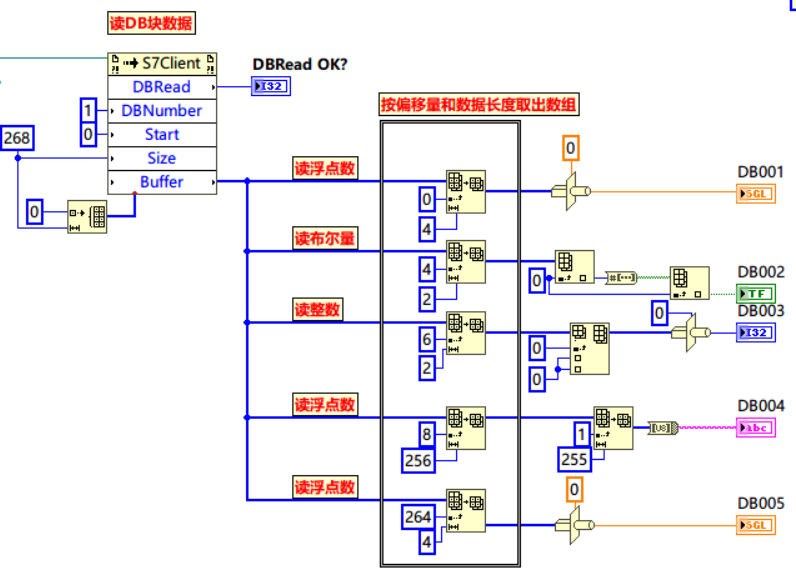 读DB块数据
S7Client
DBRead
DBNumber
Start
Size
Buffer
1
0
268
0
DBRead OK?
I32
按偏移量和数据长度取出数组
读浮点数
0
4
0
DB001
SGL
读布尔量
4
2
0
#[...]
DB002
TF
读整数
6
2
0
0
0
DB003
I32
读浮点数
8
256
1
255
[U8]
DB004
abc
读浮点数
264
4
0
DB005
SGL